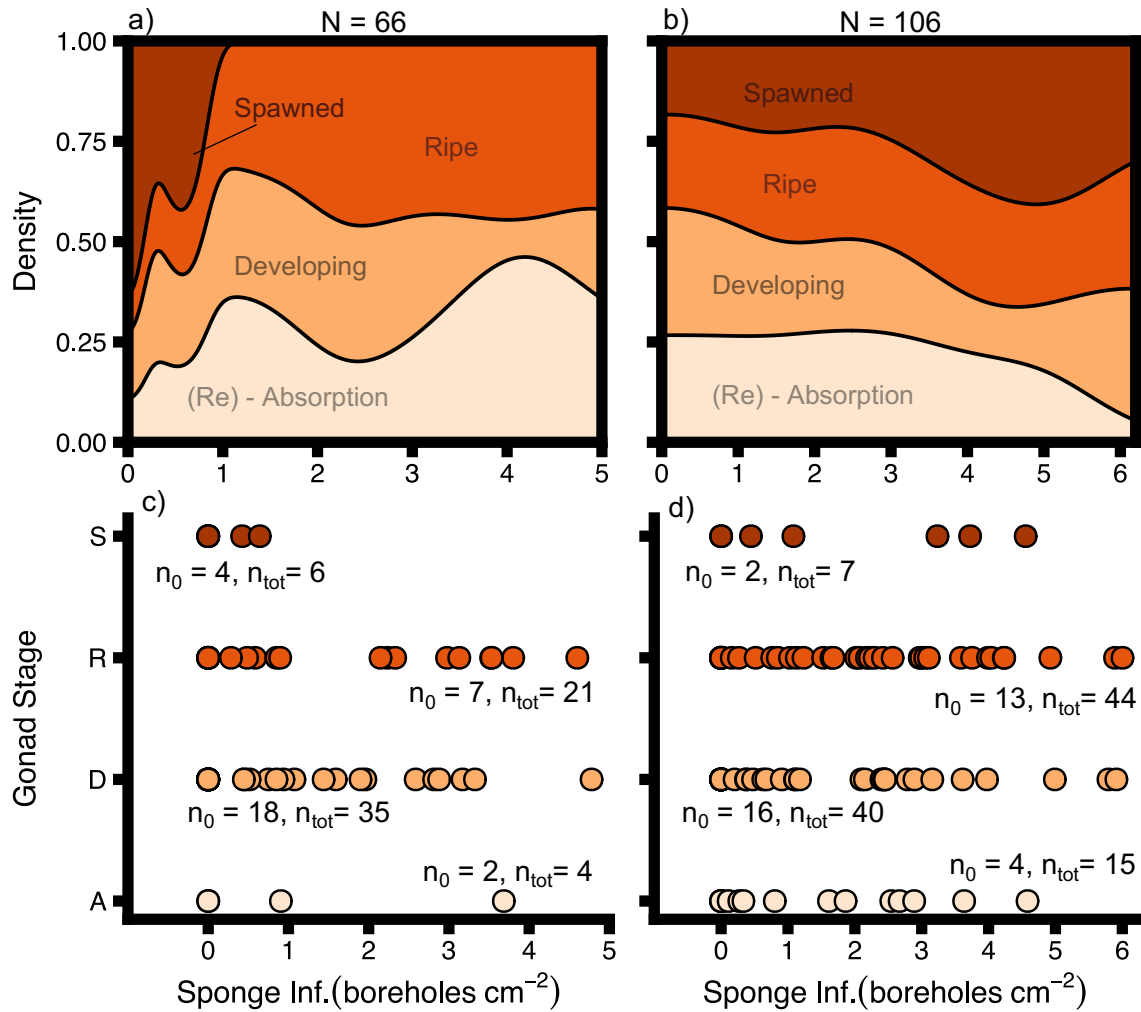 a) N = 66
b) N = 106
Density
1.00
0.75
0.50
0.25
0.00
Spawned
Ripe
Developing
(Re) - Absorption
0 1 2 3 4 5
Spawned
Ripe
Developing
(Re) - Absorption
0 1 2 3 4 5 6
Gonad Stage
c)
S
n₀ = 4, nₜₒₜ= 6
R
n₀ = 7, nₜₒₜ= 21
D
n₀ = 18, nₜₒₜ= 35
A
n₀ = 2, nₜₒₜ= 4
0 1 2 3 4 5
Sponge Inf.(boreholes cm⁻²)
d)
n₀ = 2, nₜₒₜ= 7
n₀ = 13, nₜₒₜ= 44
n₀ = 16, nₜₒₜ= 40
n₀ = 4, nₜₒₜ= 15
0 1 2 3 4 5 6
Sponge Inf.(boreholes cm⁻²)